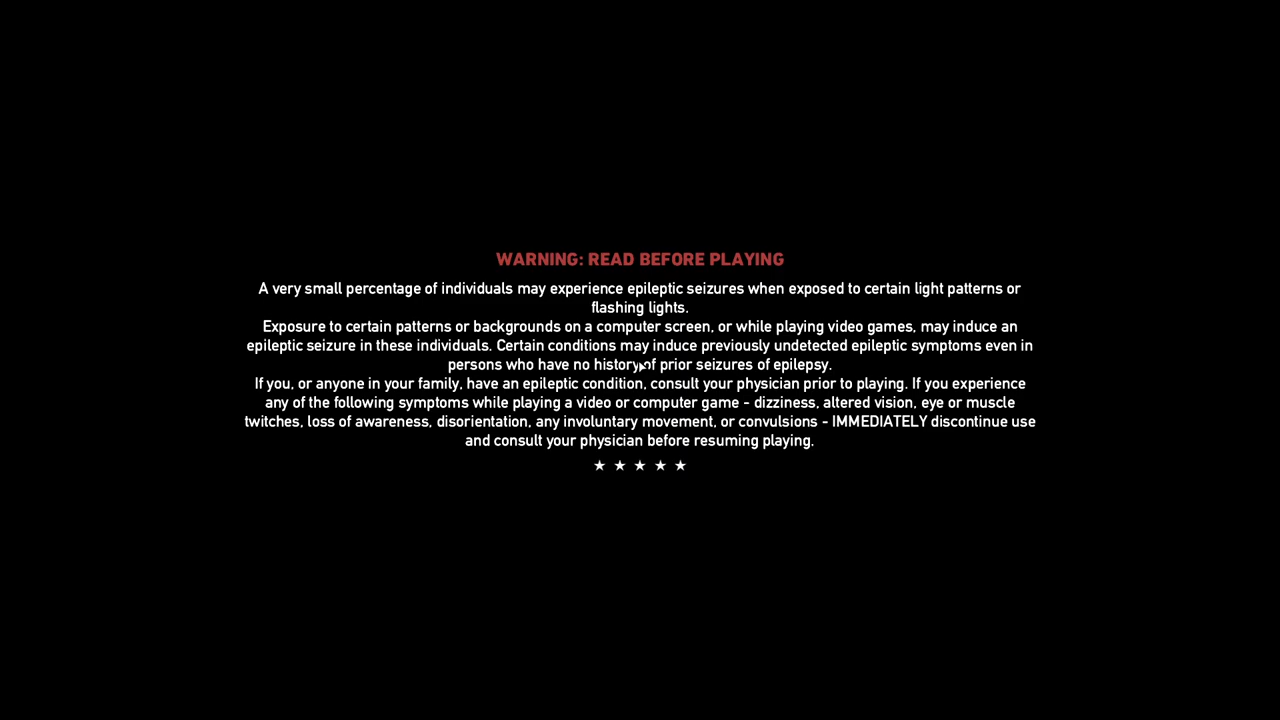 WARNING: READ BEFORE PLAYING
A very small percentage of individuals may experience epileptic seizures when exposed to certain light patterns or
flashing lights.
Exposure to certain patterns or backgrounds on a computer screen, or while playing video games, may induce an
epileptic seizure in these individuals. Certain conditions may induce previously undetected epileptic symptoms even in
persons who have no history of prior seizures of epilepsy.
If you, or anyone in your family, have an epileptic condition, consult your physician prior to playing. If you experience
any of the following symptoms while playing a video or computer game - dizziness, altered vision, eye or muscle
twitches, loss of awareness, disorientation, any involuntary movement, or convulsions - IMMEDIATELY discontinue use
and consult your physician before resuming playing.
★ ★ ★ ★ ★